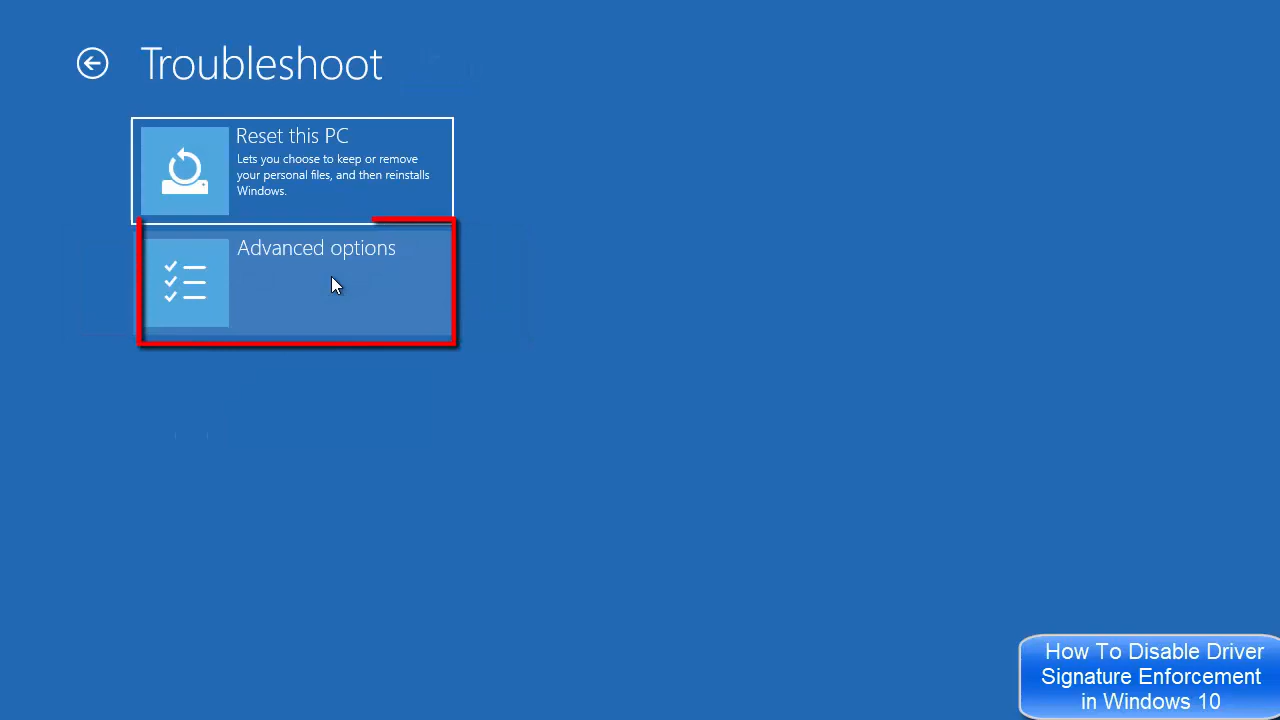 Troubleshoot
Reset this PC
Lets you choose to keep or remove
your personal files, and then reinstalls
Windows.
Advanced options
How To Disable Driver
Signature Enforcement
in Windows 10